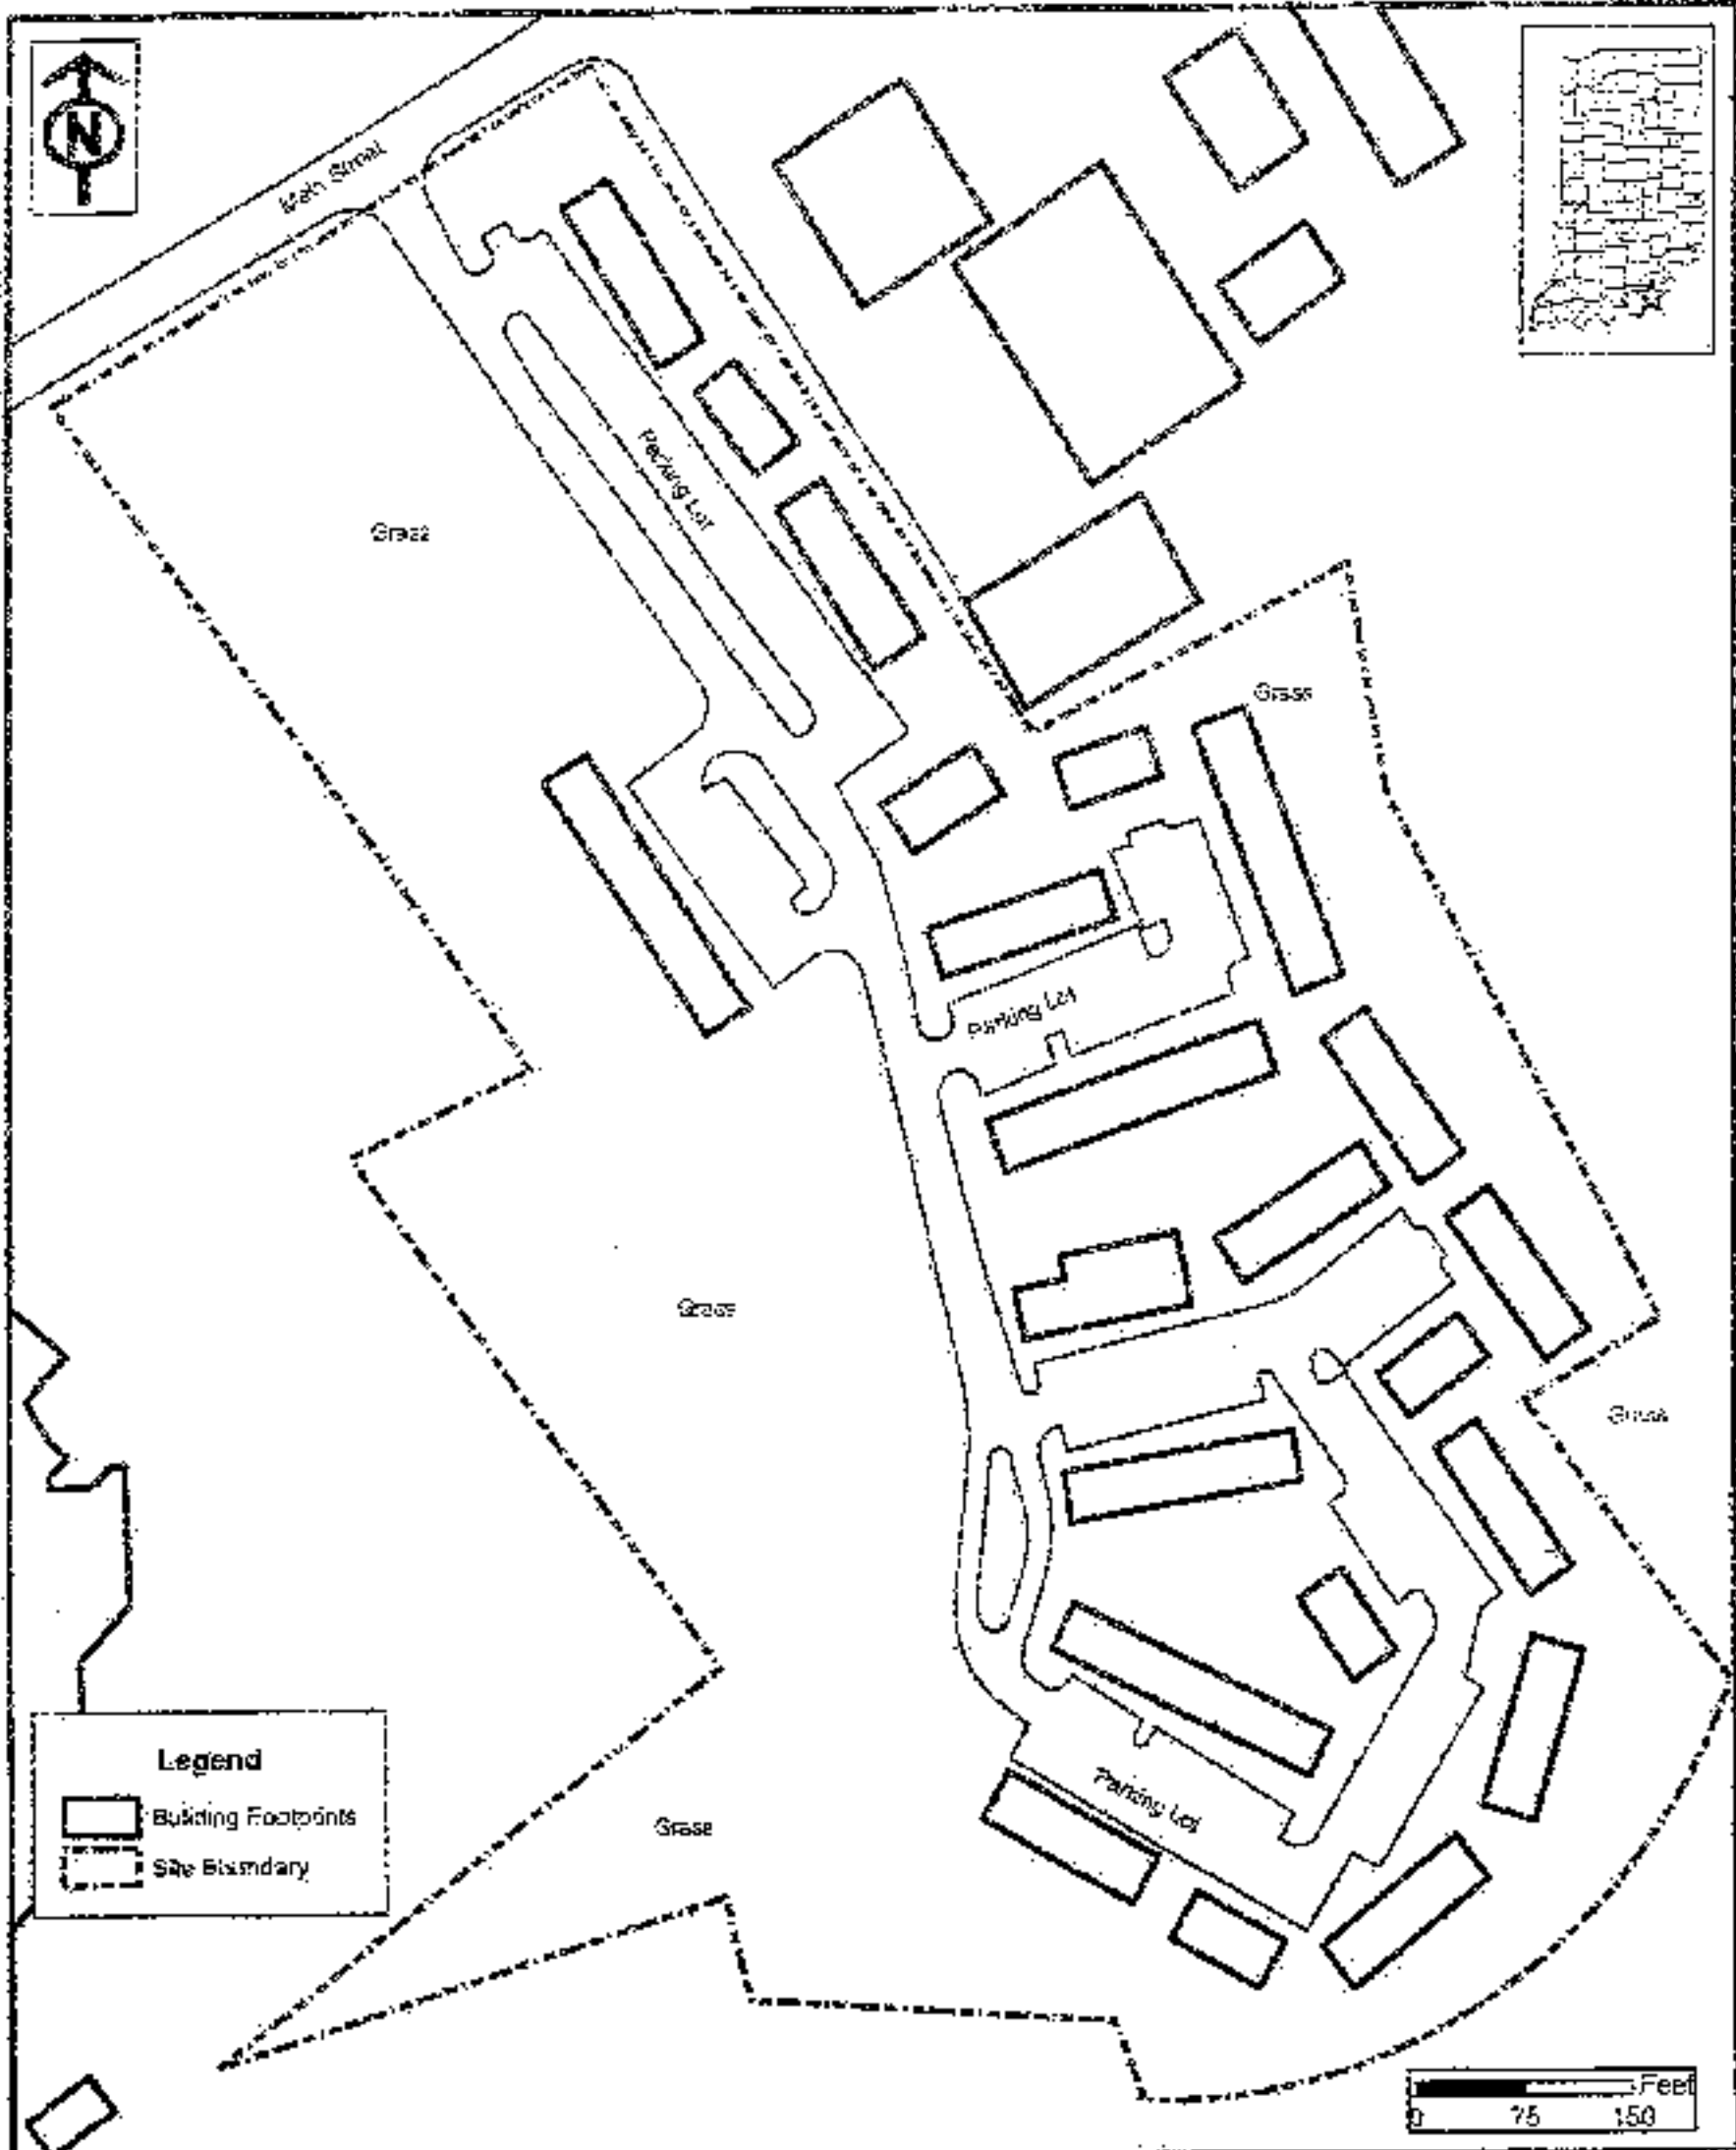 N
Main Street
Parking Lot
Grass
Grass
Parking Lot
Grass
Grass
Parking Lot
Grass
Legend
Building Footprints
Site Boundary
Feet
0 75 150